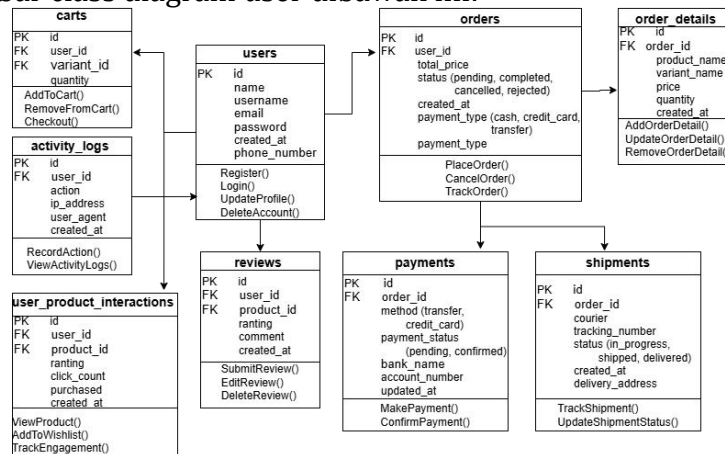 bar class diagram user dibawah ini:
carts
PK id
FK user_id
FK variant_id
quantity
AddToCart()
RemoveFromCart()
Checkout()
activity_logs
PK id
FK user_id
action
ip_address
user_agent
created_at
RecordAction()
ViewActivityLogs()
user_product_interactions
PK id
FK user_id
FK product_id
ranting
click_count
purchased
created_at
ViewProduct()
AddToWishlist()
TrackEngagement()
users
PK id
name
username
email
password
created_at
phone_number
Register()
Login()
UpdateProfile()
DeleteAccount()
reviews
PK id
FK user_id
FK product_id
ranting
comment
created_at
SubmitReview()
EditReview()
DeleteReview()
orders
PK id
FK user_id
total_price
status (pending, completed,
cancelled, rejected)
created_at
payment_type (cash, credit_card,
transfer)
payment_type
PlaceOrder()
CancelOrder()
TrackOrder()
order_details
PK id
FK order_id
product_name
variant_name
price
quantity
created_at
AddOrderDetail()
UpdateOrderDetail()
RemoveOrderDetail()
payments
PK id
FK order_id
method (transfer,
credit_card)
payment_status
(pending, confirmed)
bank_name
account_number
updated_at
MakePayment()
ConfirmPayment()
shipments
PK id
FK order_id
courier
tracking_number
status (in_progress,
shipped, delivered)
created_at
delivery_address
TrackShipment()
UpdateShipmentStatus()